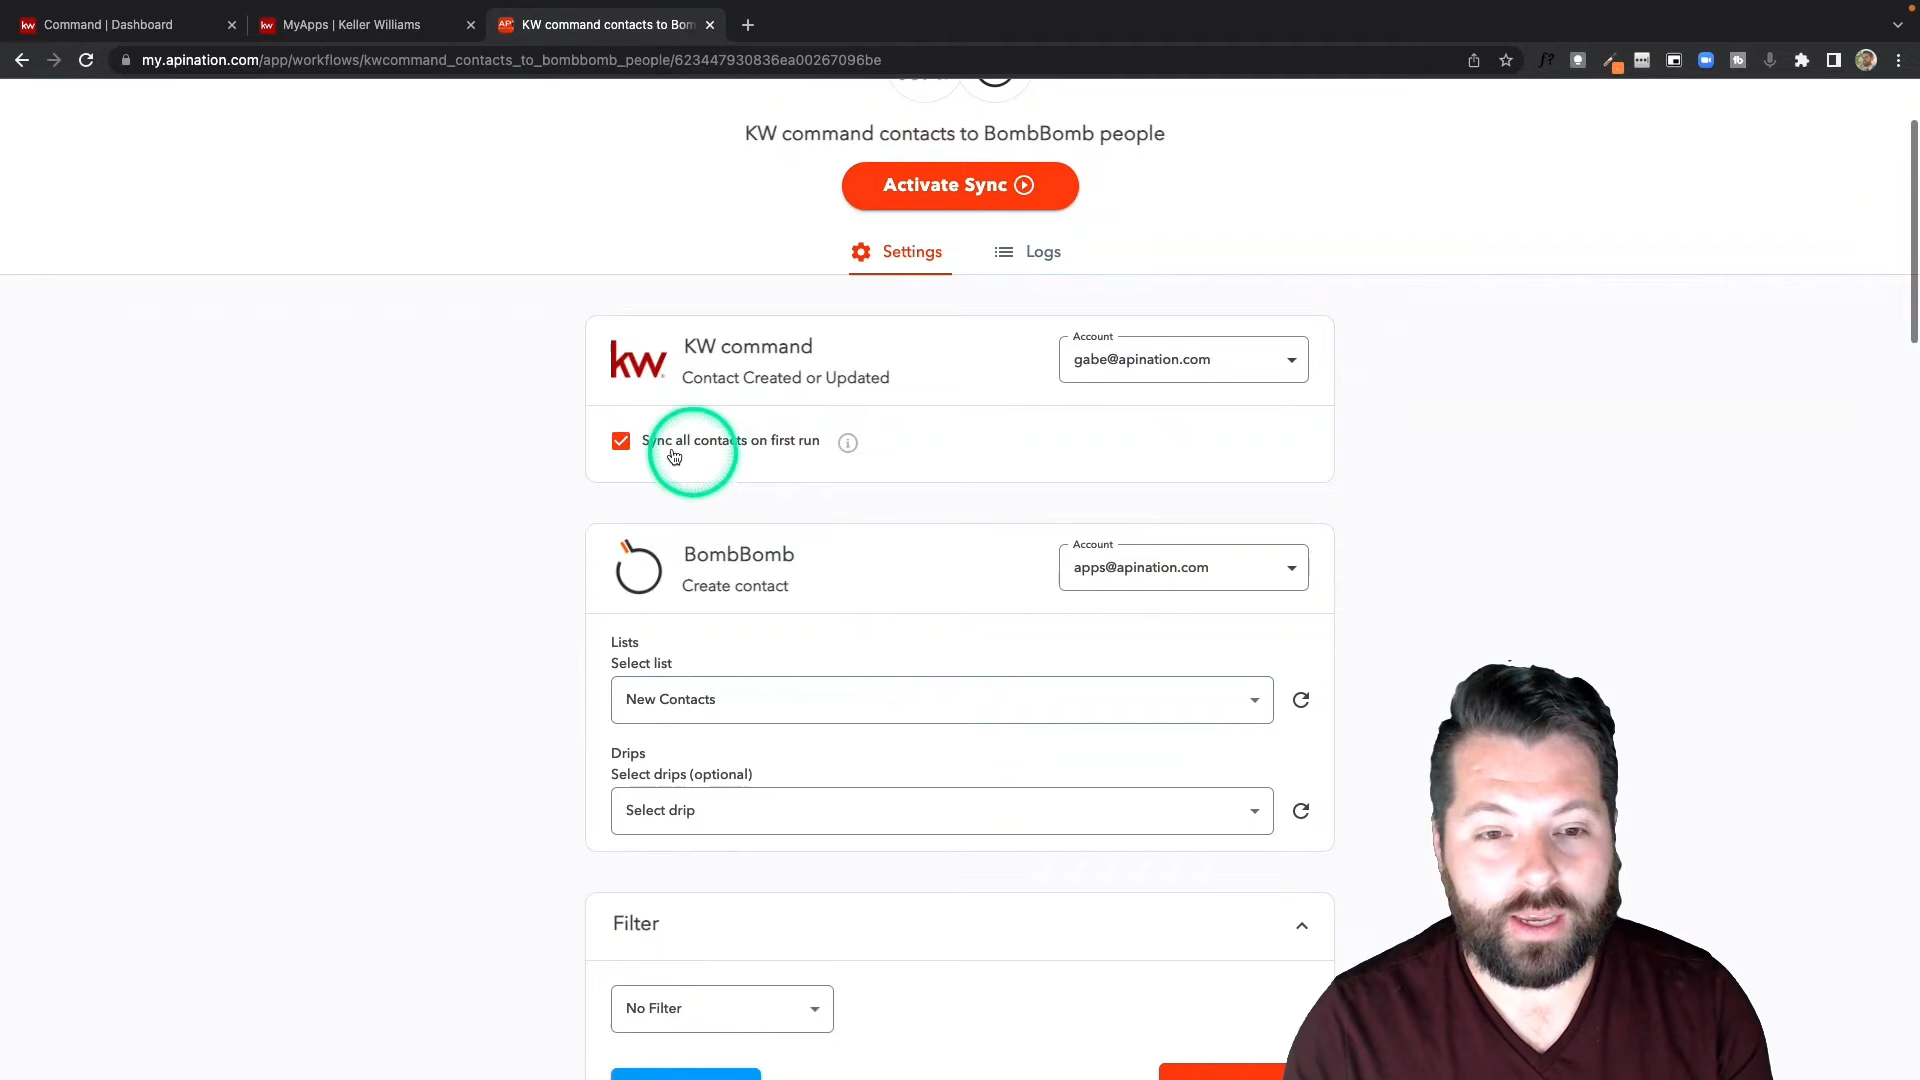 Command | Dashboard
MyApps | Keller Williams
KW command contacts to Bom
my.apination.com/app/workflows/kwcommand_contacts_to_bombbomb_people/623447930836ea00267096be
KW command contacts to BombBomb people
Activate Sync
Settings
Logs
kw
KW command
Contact Created or Updated
Account
gabe@apination.com
Sync all contacts on first run
BombBomb
Create contact
Account
apps@apination.com
Lists
Select list
New Contacts
Drips
Select drips (optional)
Select drip
Filter
No Filter